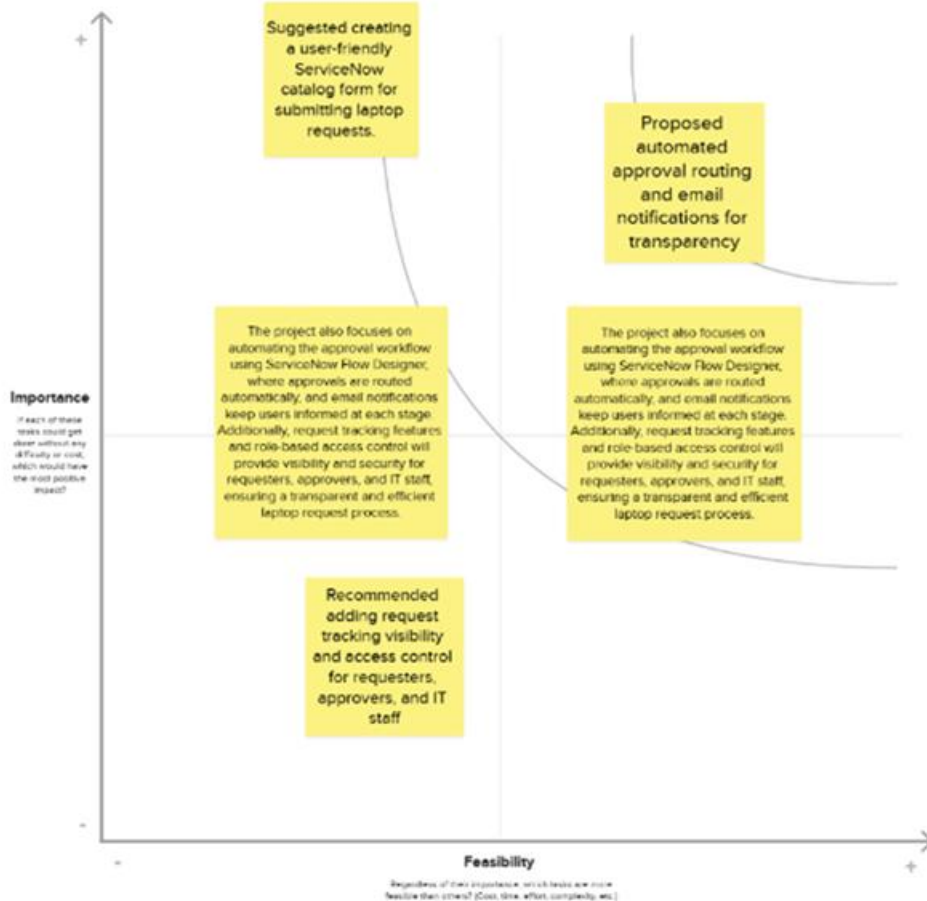 +
Suggested creating
a user-friendly
ServiceNow
catalog form for
submitting laptop
requests.
Proposed
automated
approval routing
and email
notifications for
transparency
The project also focuses on
automating the approval workflow
using ServiceNow Flow Designer,
where approvals are routed
automatically, and email notifications
keep users informed at each stage.
Additionally, request tracking features
and role-based access control will
provide visibility and security for
requesters, approvers, and IT staff,
ensuring a transparent and efficient
laptop request process.
The project also focuses on
automating the approval workflow
using ServiceNow Flow Designer,
where approvals are routed
automatically, and email notifications
keep users informed at each stage.
Additionally, request tracking features
and role-based access control will
provide visibility and security for
requesters, approvers, and IT staff,
ensuring a transparent and efficient
laptop request process.
Importance
If each of these
tasks could get
done without any
difficulty or cost,
which would have
the most positive
impact?
Recommended
adding request
tracking visibility
and access control
for requesters,
approvers, and IT
staff
-
-
Feasibility
+
Regardless of their importance, which tasks are more
feasible than others? (Cost, time, effort, complexity, etc.)